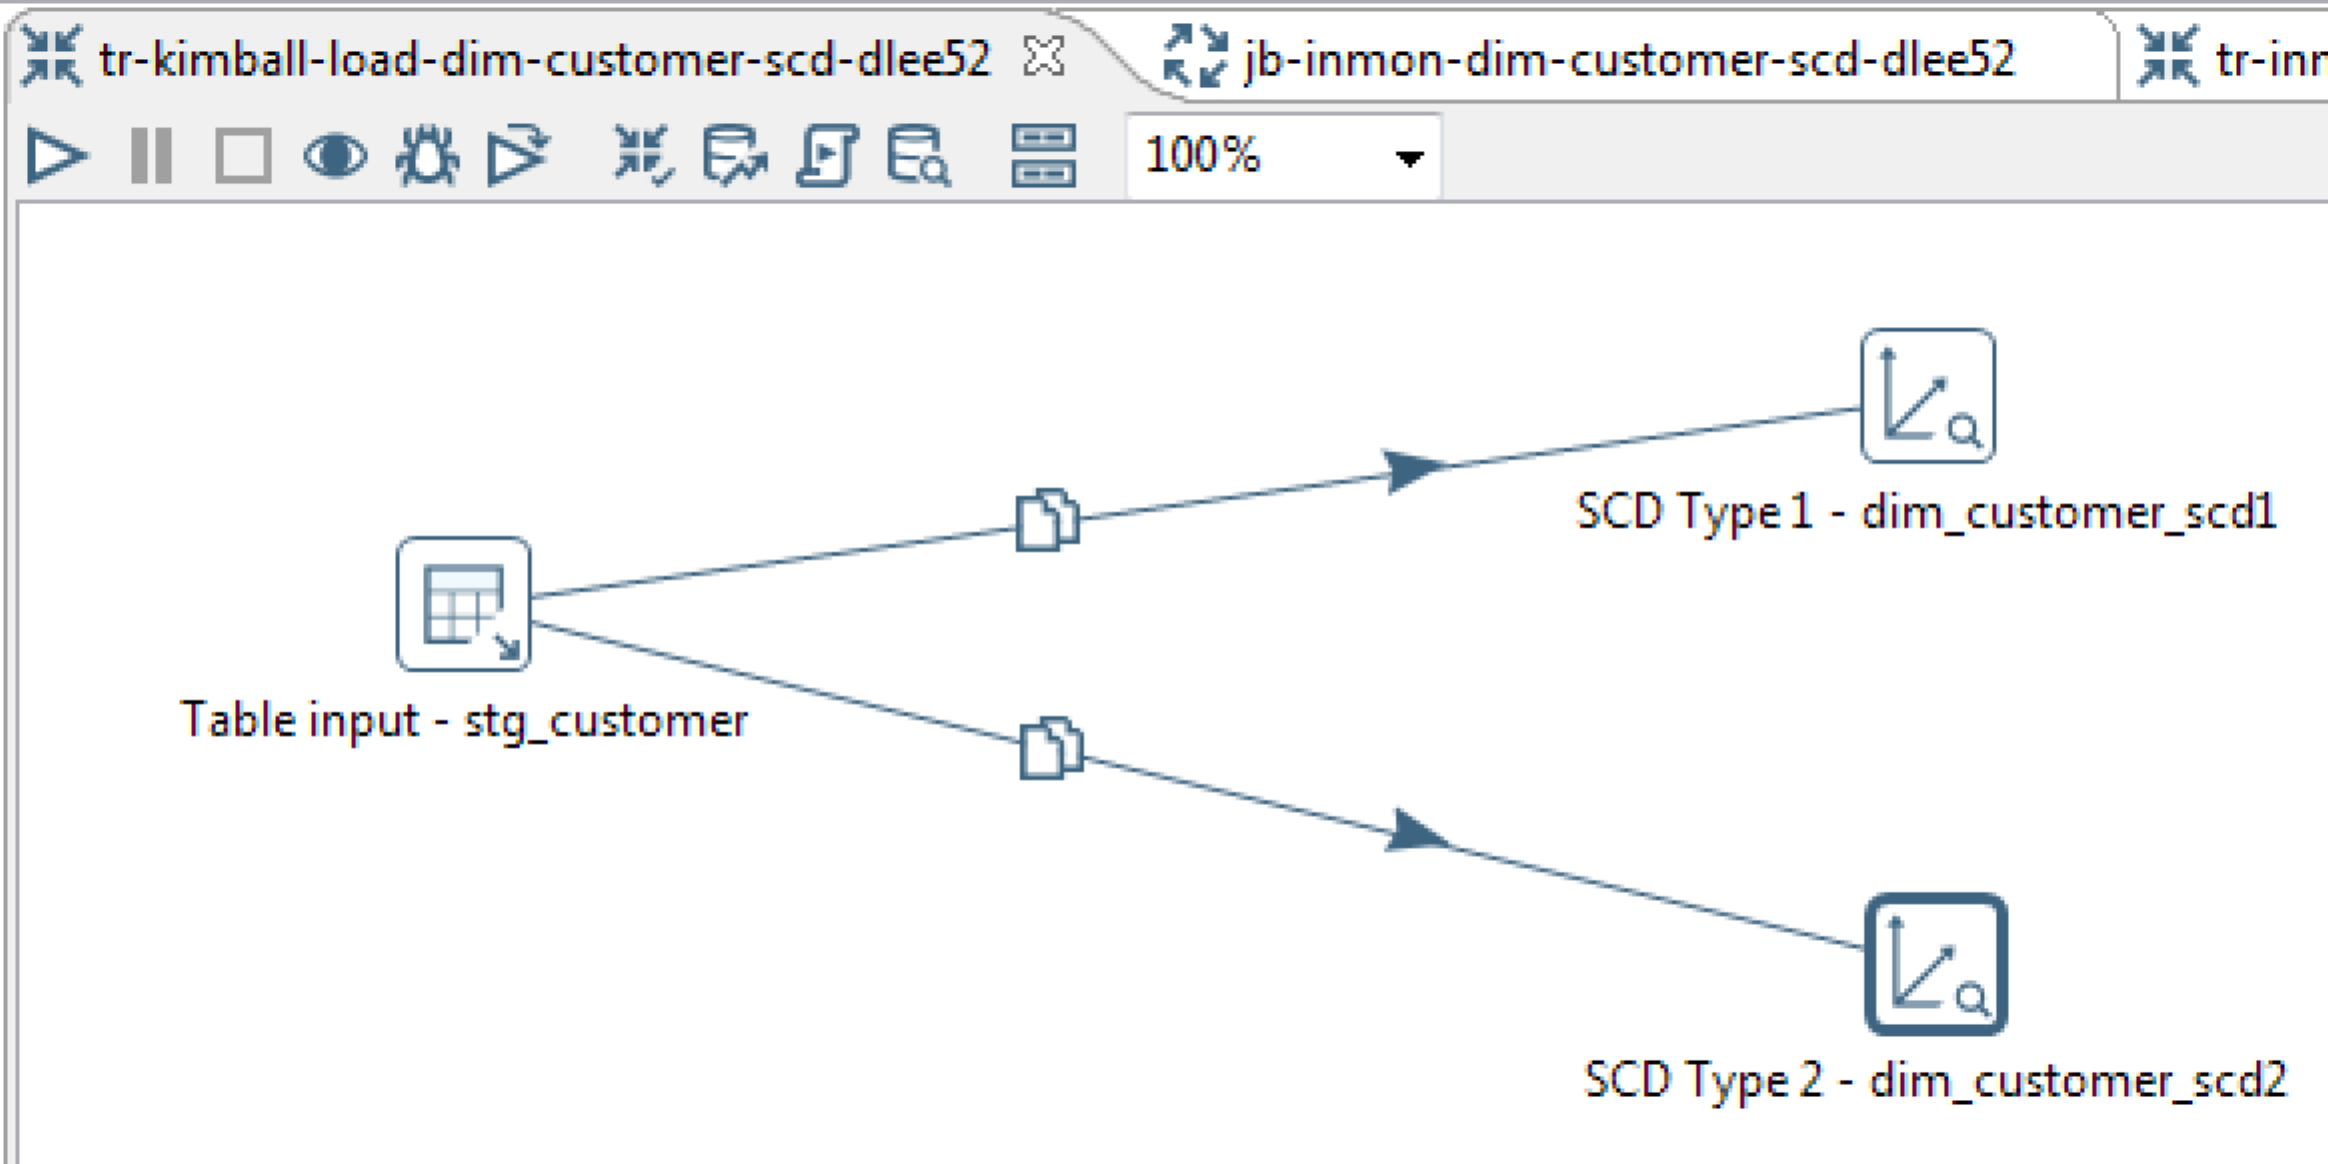 tr-kimball-load-dim-customer-scd-dlee52
jb-inmon-dim-customer-scd-dlee52
100%
SCD Type 1 - dim_customer_scd1
Table input - stg_customer
SCD Type 2 - dim_customer_scd2